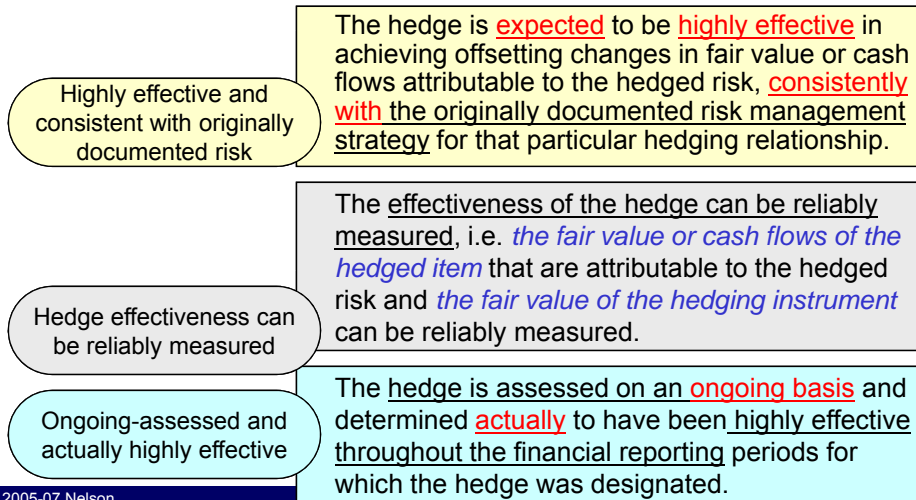 The hedge is expected to be highly effective in
achieving offsetting changes in fair value or cash
flows attributable to the hedged risk, consistently
with the originally documented risk management
strategy for that particular hedging relationship.
Highly effective and
consistent with originally
documented risk
The effectiveness of the hedge can be reliably
measured, i.e. the fair value or cash flows of the
hedged item that are attributable to the hedged
risk and the fair value of the hedging instrument
can be reliably measured.
Hedge effectiveness can
be reliably measured
The hedge is assessed on an ongoing basis and
determined actually to have been highly effective
throughout the financial reporting periods for
which the hedge was designated.
Ongoing-assessed and
actually highly effective
2005-07 Nelson